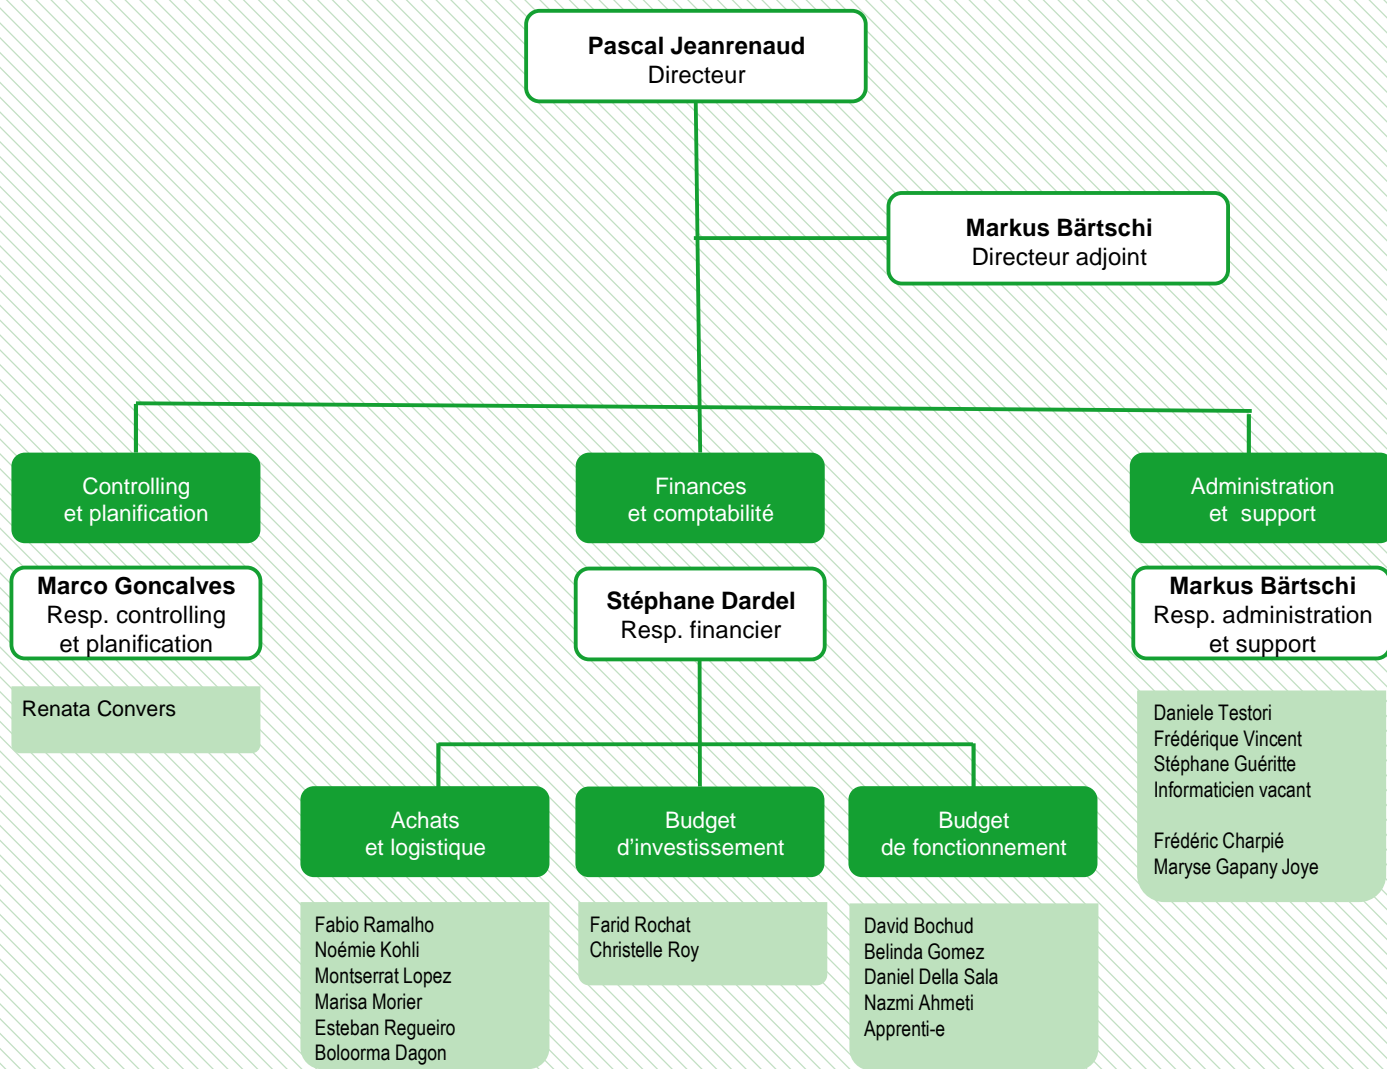 Pascal Jeanrenaud
Directeur
Markus Bärtschi
Directeur adjoint
Controlling
et planification
Marco Goncalves
Resp. controlling
et planification
Renata Convers
Finances
et comptabilité
Stéphane Dardel
Resp. financier
Achats
et logistique
Fabio Ramalho
Noémie Kohli
Montserrat Lopez
Marisa Morier
Esteban Regueiro
Boloorma Dagon
Budget
d'investissement
Farid Rochat
Christelle Roy
Budget
de fonctionnement
David Bochud
Belinda Gomez
Daniel Della Sala
Nazmi Ahmeti
Apprenti-e
Administration
et support
Markus Bärtschi
Resp. administration
et support
Daniele Testori
Frédérique Vincent
Stéphane Guéritte
Informaticien vacant
Frédéric Charpié
Maryse Gapany Joye